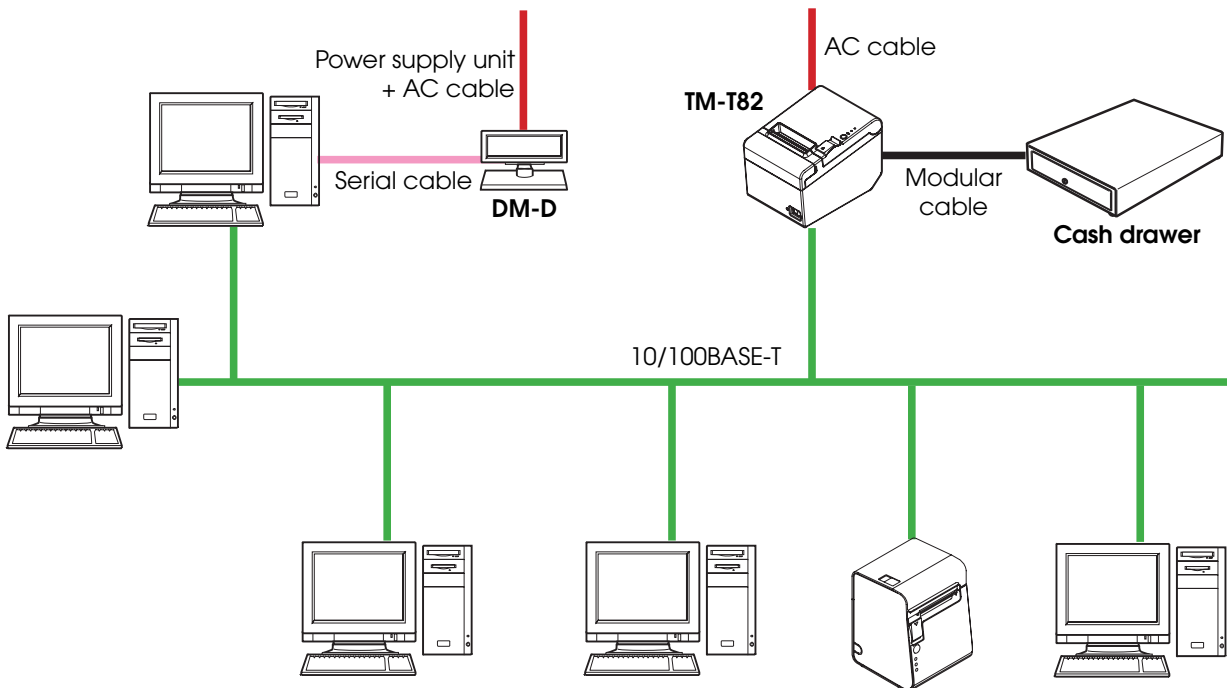 Power supply unit
+ AC cable
AC cable
TM-T82
Serial cable
DM-D
Modular
cable
Cash drawer
10/100BASE-T